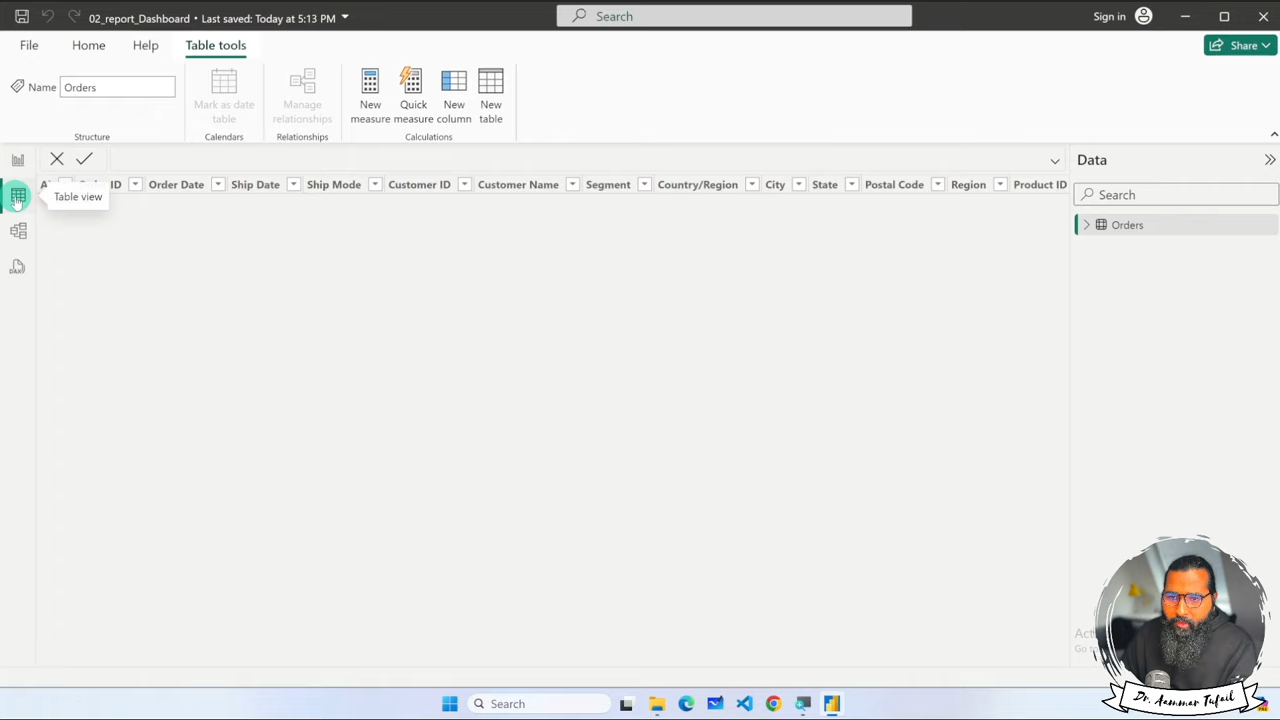 02_report_Dashboard • Last saved: Today at 5:13 PM
Search
Sign in
File
Home
Help
Table tools
Share
Name
Orders
Mark as date
table
Manage
relationships
New
measure
Quick
measure
New
column
New
table
Structure
Calendars
Relationships
Calculations
ID
Order Date
Ship Date
Ship Mode
Customer ID
Customer Name
Segment
Country/Region
City
State
Postal Code
Region
Product ID
Table view
Data
Search
Orders
Go to
Dr. Aammar Tufail
Search